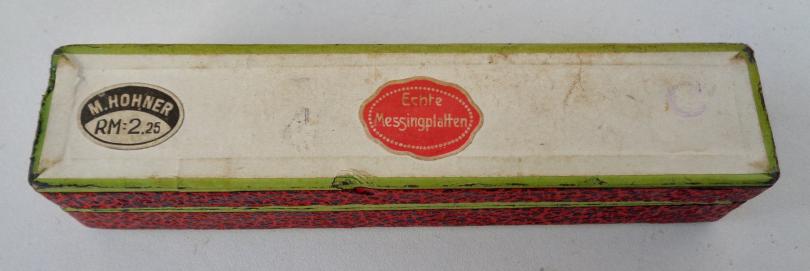 M. HOHNER
RM=2.25
Echte
Messingplatten
C